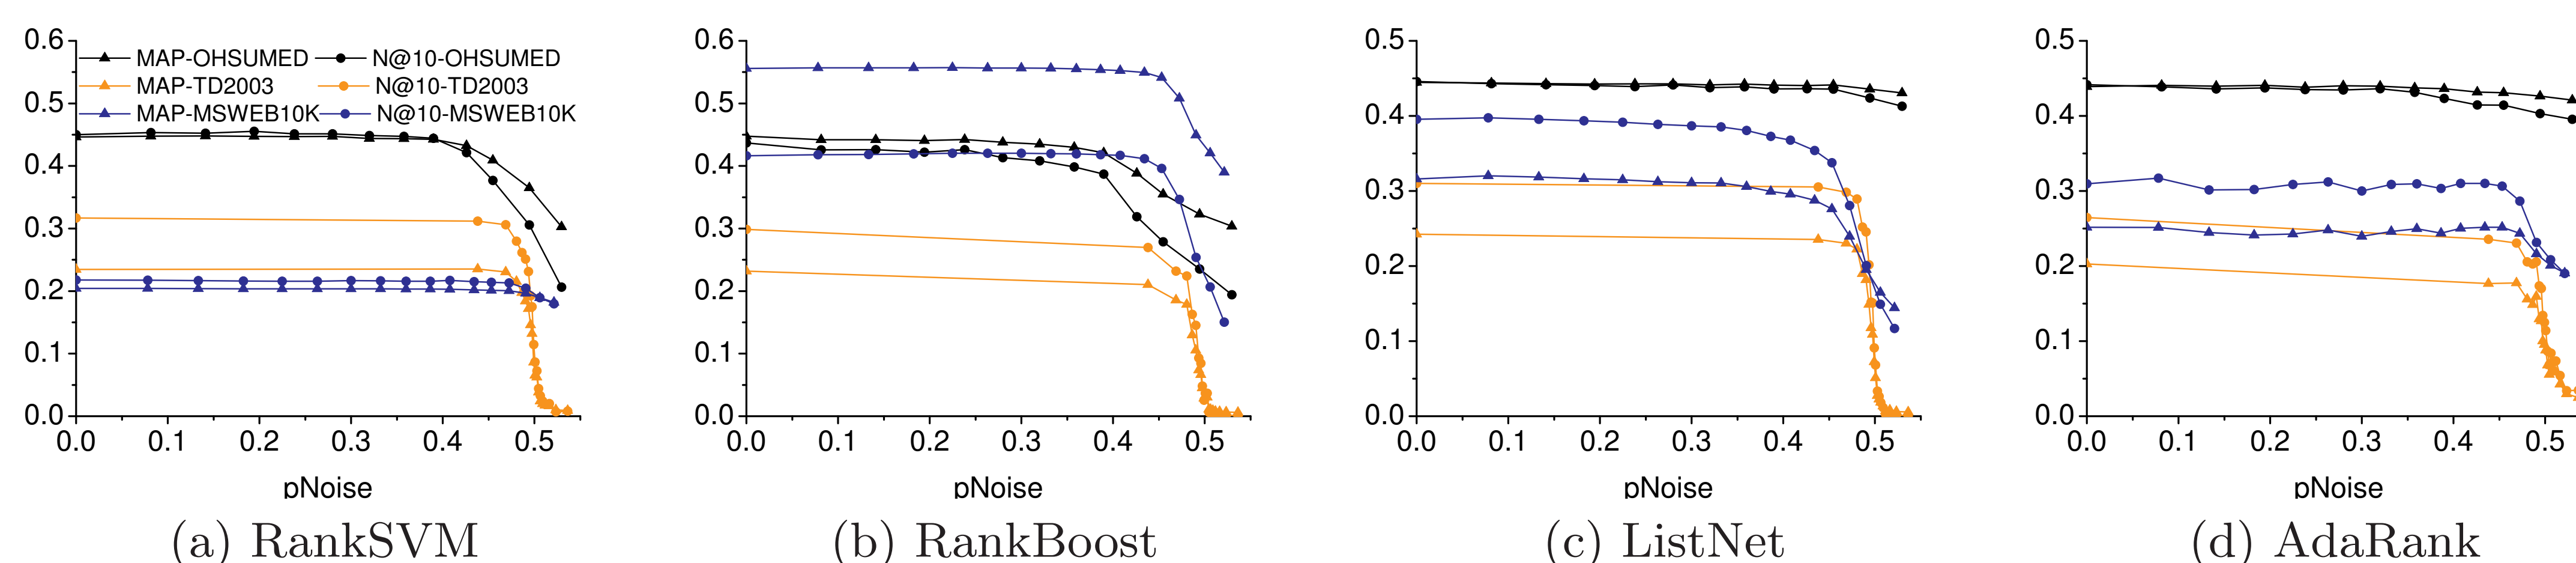 0.6
0.5
0.4
0.3
0.2
0.1
0.0
MAP-OHSUMED N@10-OHSUMED
MAP-TD2003 N@10-TD2003
MAP-MSWEB10K N@10-MSWEB10K
0.0 0.1 0.2 0.3 0.4 0.5
pNoise
(a) RankSVM
0.6
0.5
0.4
0.3
0.2
0.1
0.0
0.0 0.1 0.2 0.3 0.4 0.5
pNoise
(b) RankBoost
0.5
0.4
0.3
0.2
0.1
0.0
0.0 0.1 0.2 0.3 0.4 0.5
pNoise
(c) ListNet
0.5
0.4
0.3
0.2
0.1
0.0
0.0 0.1 0.2 0.3 0.4 0.5
pNoise
(d) AdaRank